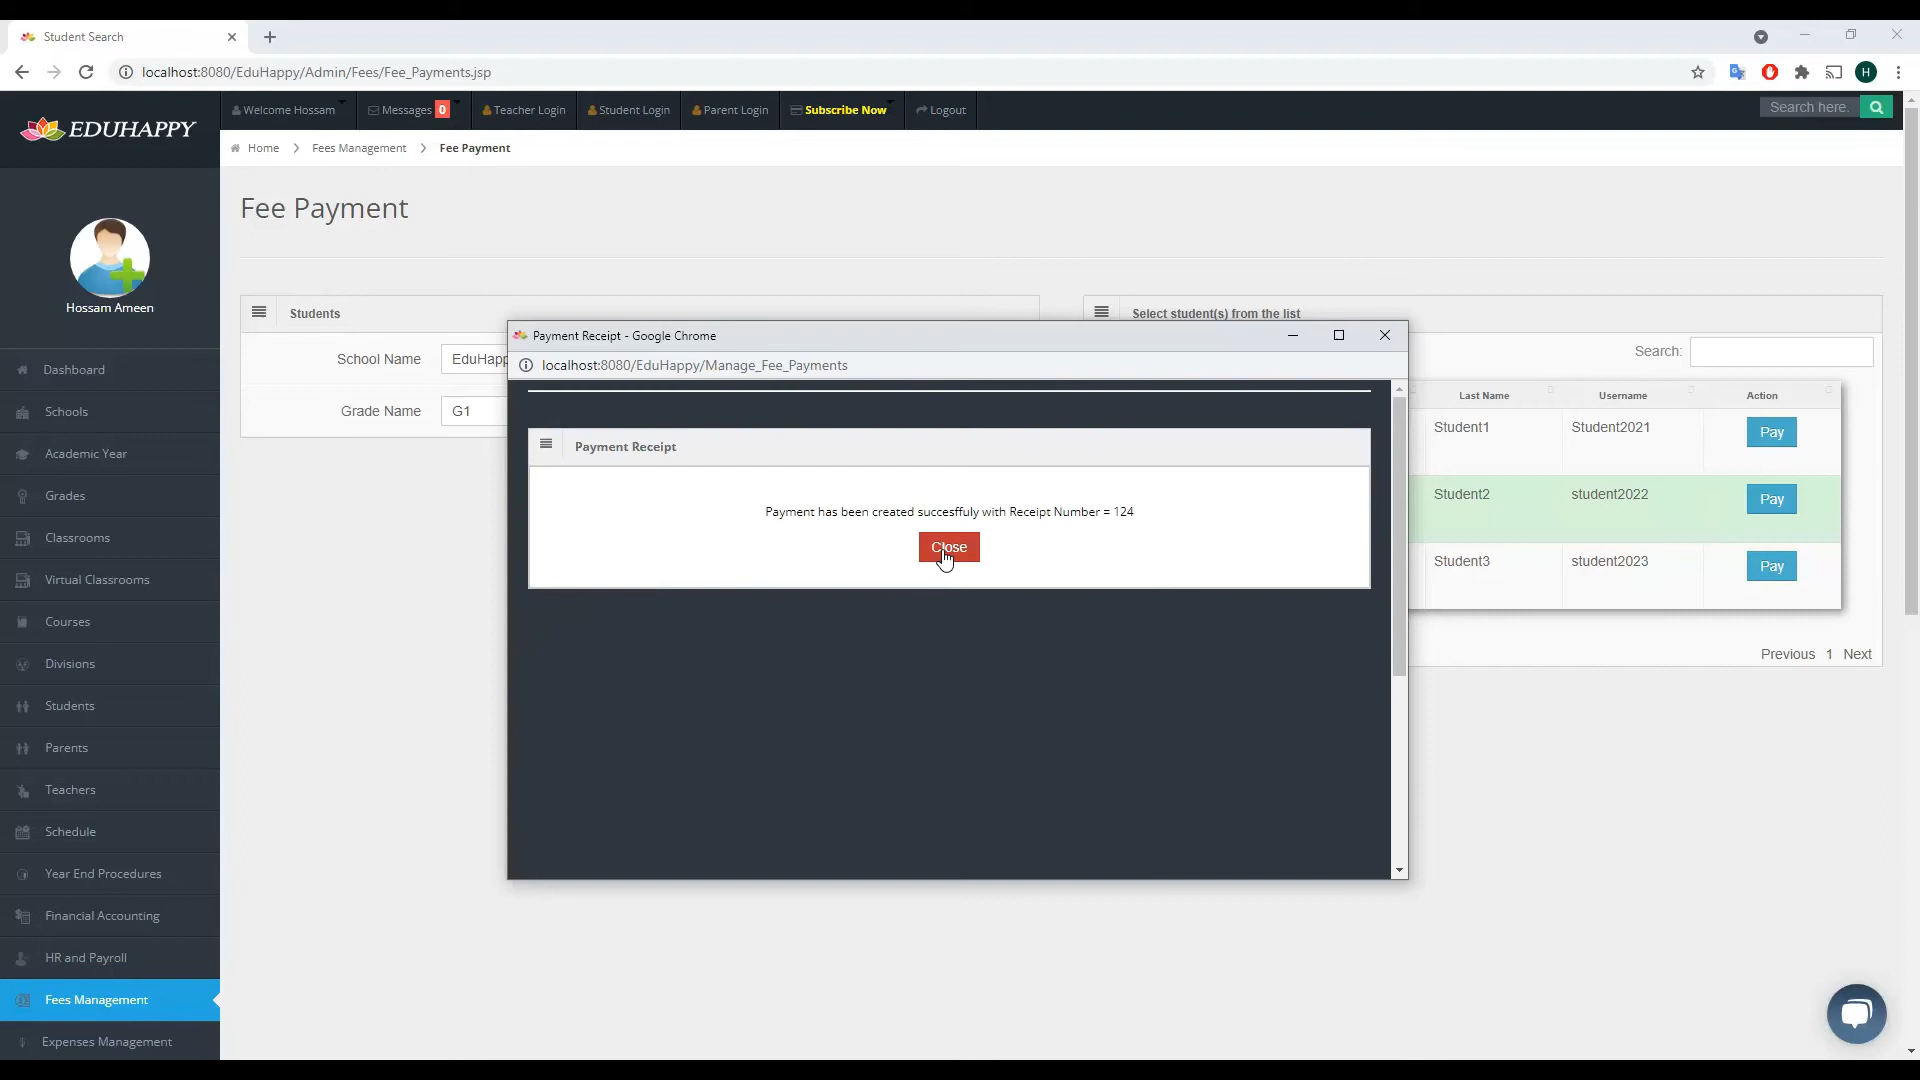 Student Search
localhost:8080/EduHappy/Admin/Fees/Fee_Payments.jsp
H
EDUHAPPY
Welcome Hossam
Messages 0
Teacher Login
Student Login
Parent Login
Subscribe Now
Logout
Search here.
Home > Fees Management > Fee Payment
Fee Payment
Hossam Ameen
Dashboard
Schools
Academic Year
Grades
Classrooms
Virtual Classrooms
Courses
Divisions
Students
Parents
Teachers
Schedule
Year End Procedures
Financial Accounting
HR and Payroll
Fees Management
Expenses Management
Students
School Name EduHapp
Grade Name G1
Select student(s) from the list
Search:
Last Name Username Action
Student1 Student2021 Pay
Student2 student2022 Pay
Student3 student2023 Pay
Previous 1 Next
Payment Receipt - Google Chrome
localhost:8080/EduHappy/Manage_Fee_Payments
Payment Receipt
Payment has been created succesffuly with Receipt Number = 124
Close